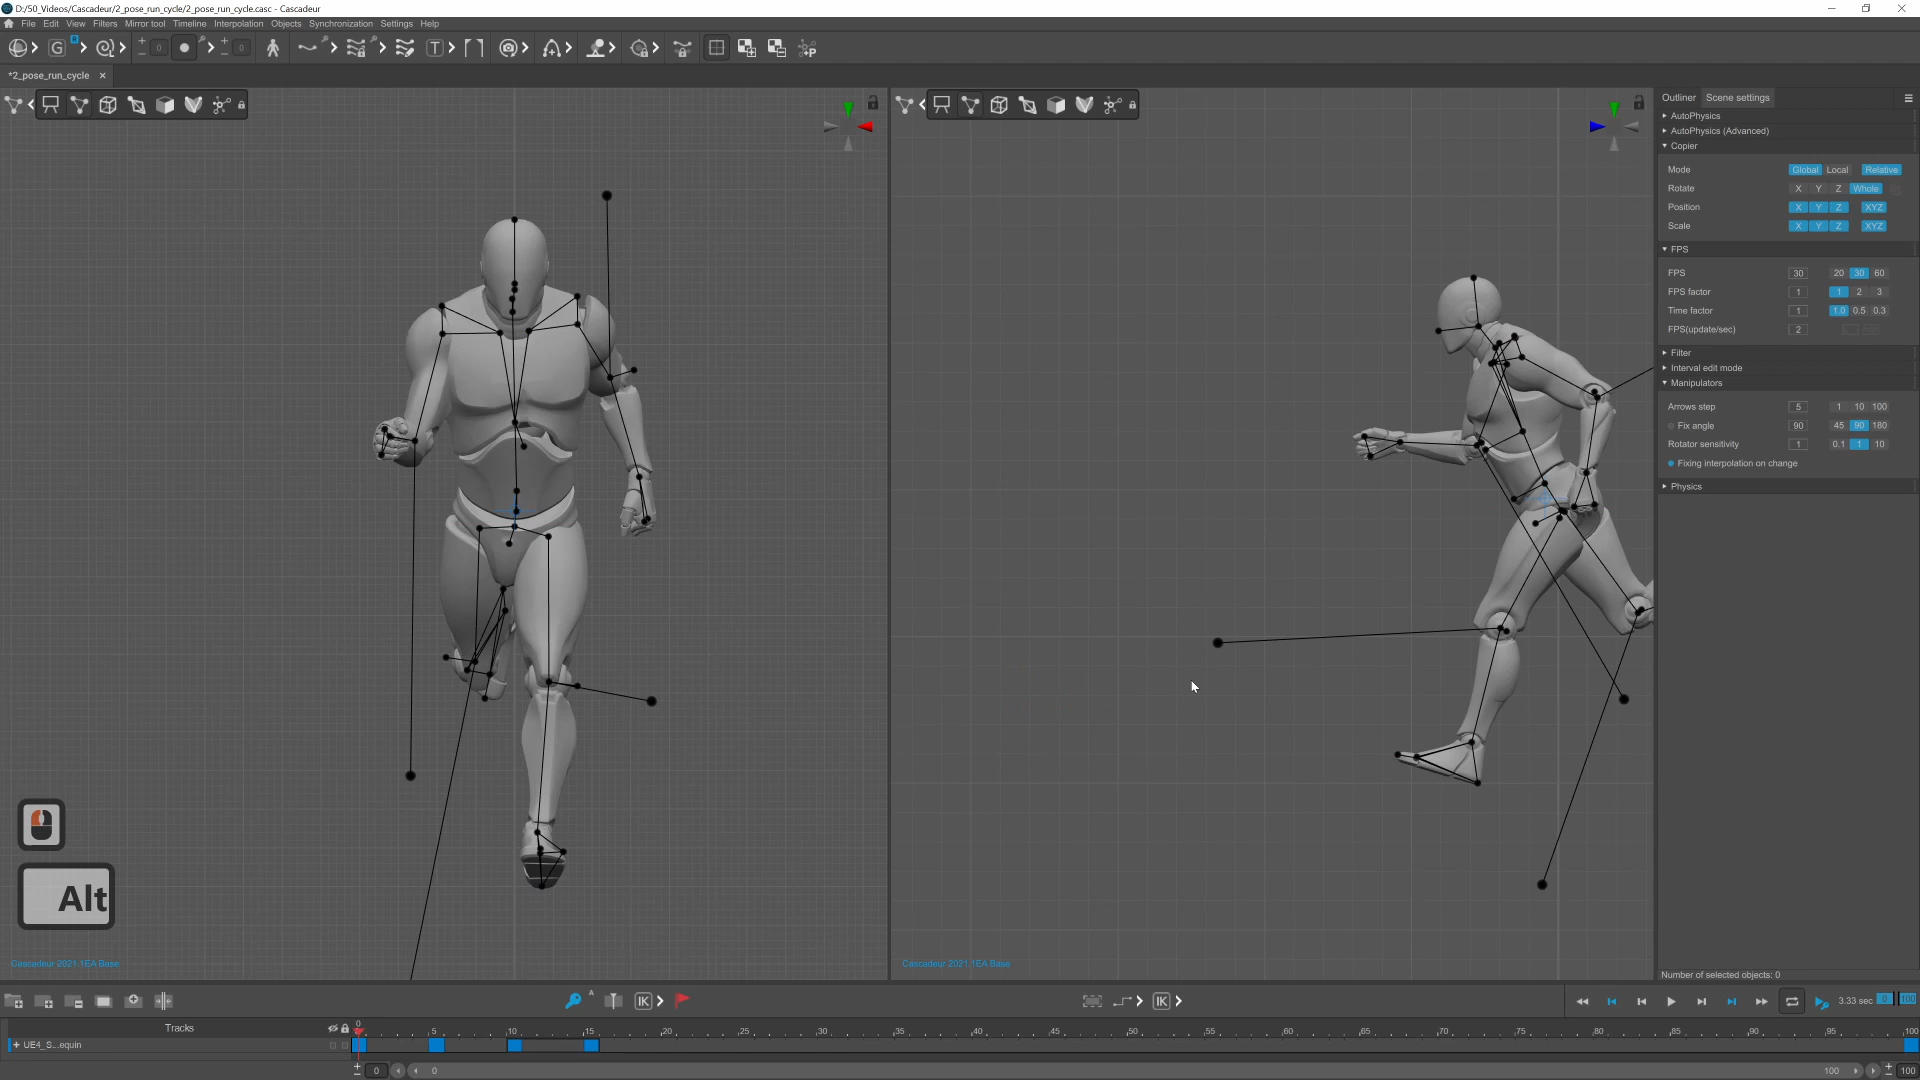 D:/50_Videos/Cascadeur/2_pose_run_cycle/2_pose_run_cycle.casc - Cascadeur
File Edit View Filters Mirror tool Timeline Interpolation Objects Synchronization Settings Help
*2_pose_run_cycle
Outliner Scene settings
AutoPhysics
AutoPhysics (Advanced)
Copier
Mode Global Local Relative
Rotate X Y Z Whole
Position X Y Z XYZ
Scale X Y Z XYZ
FPS
FPS 30 20 30 60
FPS factor 1 1 2 3
Time factor 1 1.0 0.5 0.3
FPS(update/sec) 2
Filter
Interval edit mode
Manipulators
Arrows step 5 1 10 100
Fix angle 90 45 90 180
Rotator sensitivity 1 0.1 1 10
Fixing interpolation on change
Physics
Alt
Cascadeur 2021.1EA Base
Cascadeur 2021.1EA Base
Number of selected objects: 0
IK IK 3.33 sec 0 100
Tracks 0 5 10 15 20 25 30 35 40 45 50 55 60 65 70 75 80 85 90 95 100
UE4_S...equin
0 0 100 100